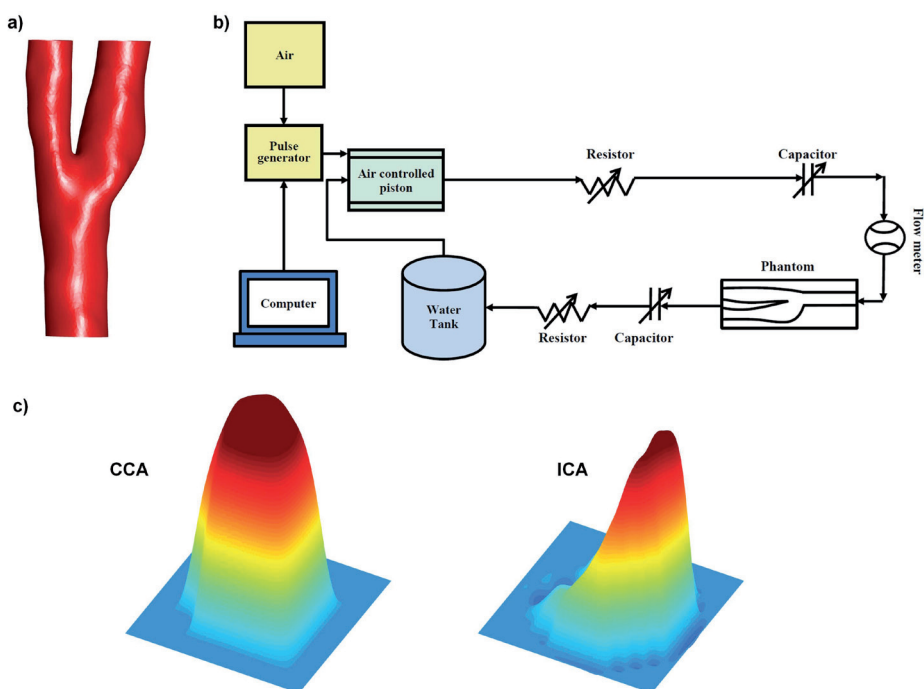 a)
b)
Air
Pulse
generator
Air controlled
piston
Resistor
Capacitor
Flow meter
Phantom
Computer
Water
Tank
Resistor
Capacitor
c)
CCA
ICA